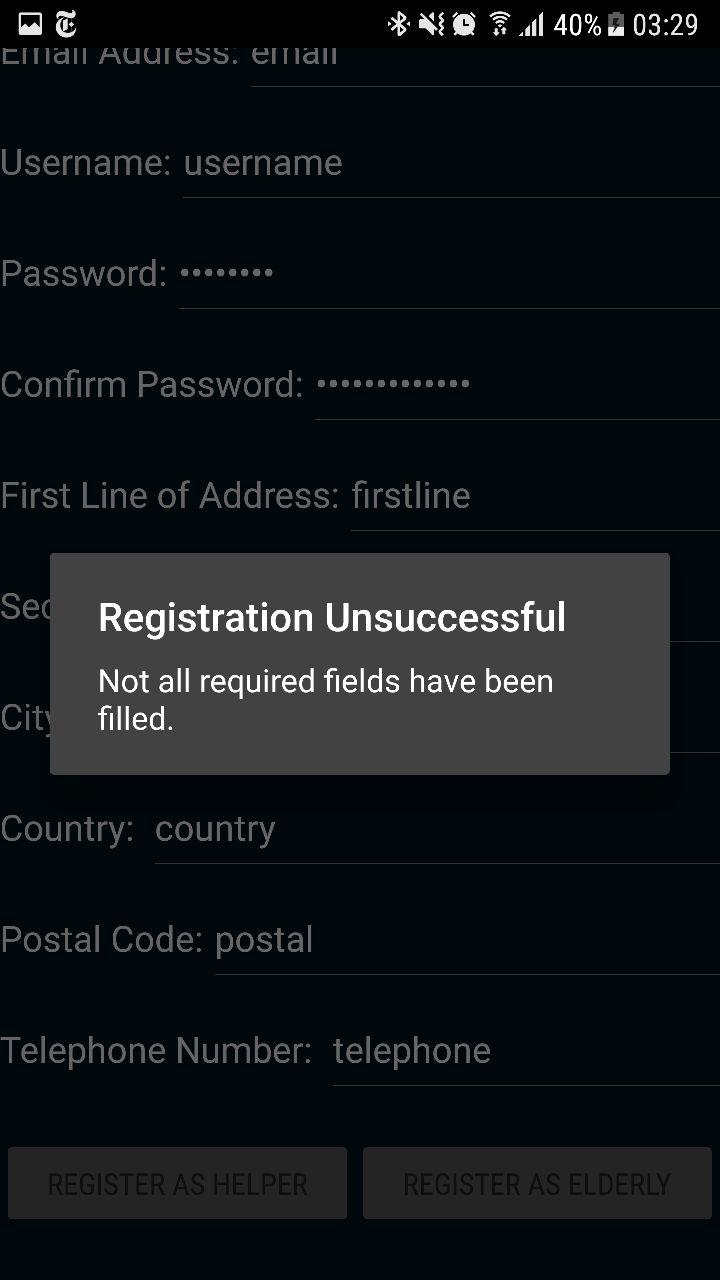 40% 03:29
Email Address: email
Username: username
Password: ••••••••
Confirm Password: •••••••••••••
First Line of Address: firstline
Registration Unsuccessful
Not all required fields have been
filled.
Country: country
Postal Code: postal
Telephone Number: telephone
REGISTER AS HELPER REGISTER AS ELDERLY